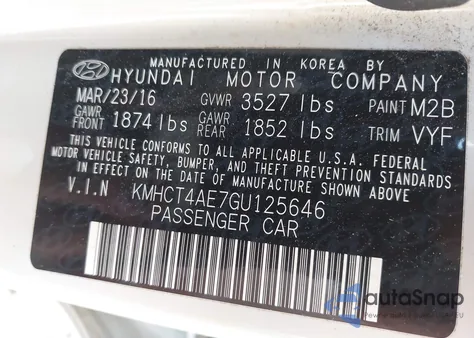 MANUFACTURED IN KOREA BY
HYUNDAI MOTOR COMPANY
MAR/23/16 GVWR 3527 lbs PAINT M2B
GAWR FRONT 1874 lbs GAWR REAR 1852 lbs TRIM VYF
THIS VEHICLE CONFORMS TO ALL APPLICABLE U.S.A. FEDERAL
MOTOR VEHICLE SAFETY, BUMPER, AND THEFT PREVENTION STANDARDS
IN EFFECT ON THE DATE OF MANUFACTURE SHOWN ABOVE
V.I.N KMHCT4AE7GU125646
PASSENGER CAR
autoSnap